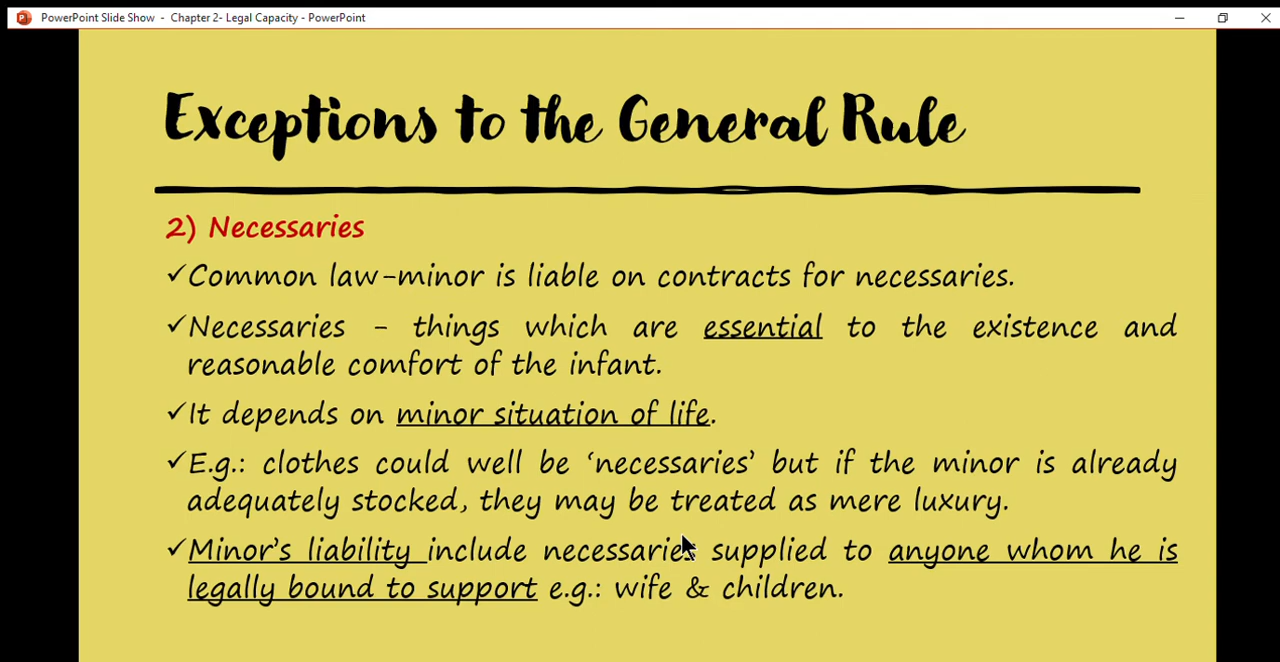 PowerPoint Slide Show - Chapter 2- Legal Capacity - PowerPoint
Exceptions to the General Rule
2) Necessaries
✓Common law-minor is liable on contracts for necessaries.
✓Necessaries - things which are essential to the existence and
reasonable comfort of the infant.
✓It depends on minor situation of life.
✓E.g.: clothes could well be ‘necessaries’ but if the minor is already
adequately stocked, they may be treated as mere luxury.
✓Minor’s liability include necessaries supplied to anyone whom he is
legally bound to support e.g.: wife & children.